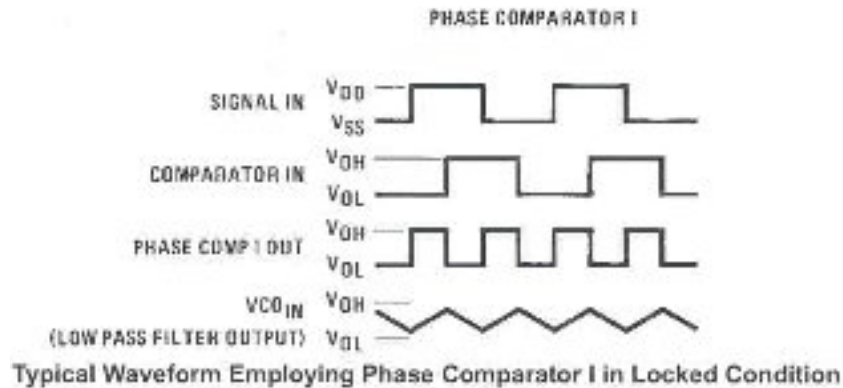 PHASE COMPARATOR I
SIGNAL IN
VDD
VSS
COMPARATOR IN
VOH
VOL
PHASE COMP I OUT
VOH
VOL
VCOIN
(LOW PASS FILTER OUTPUT)
VOH
VOL
Typical Waveform Employing Phase Comparator I in Locked Condition